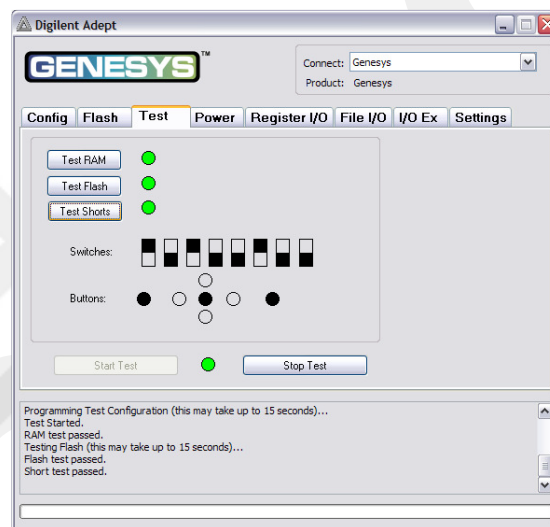 Digilent Adept
GENESYS™
Connect: Genesys
Product: Genesys
Config Flash Test Power Register I/O File I/O I/O Ex Settings
Test RAM
Test Flash
Test Shorts
Switches:
Buttons:
Start Test Stop Test
Programming Test Configuration (this may take up to 15 seconds)...
Test Started.
RAM test passed.
Testing Flash (this may take up to 15 seconds)...
Flash test passed.
Short test passed.